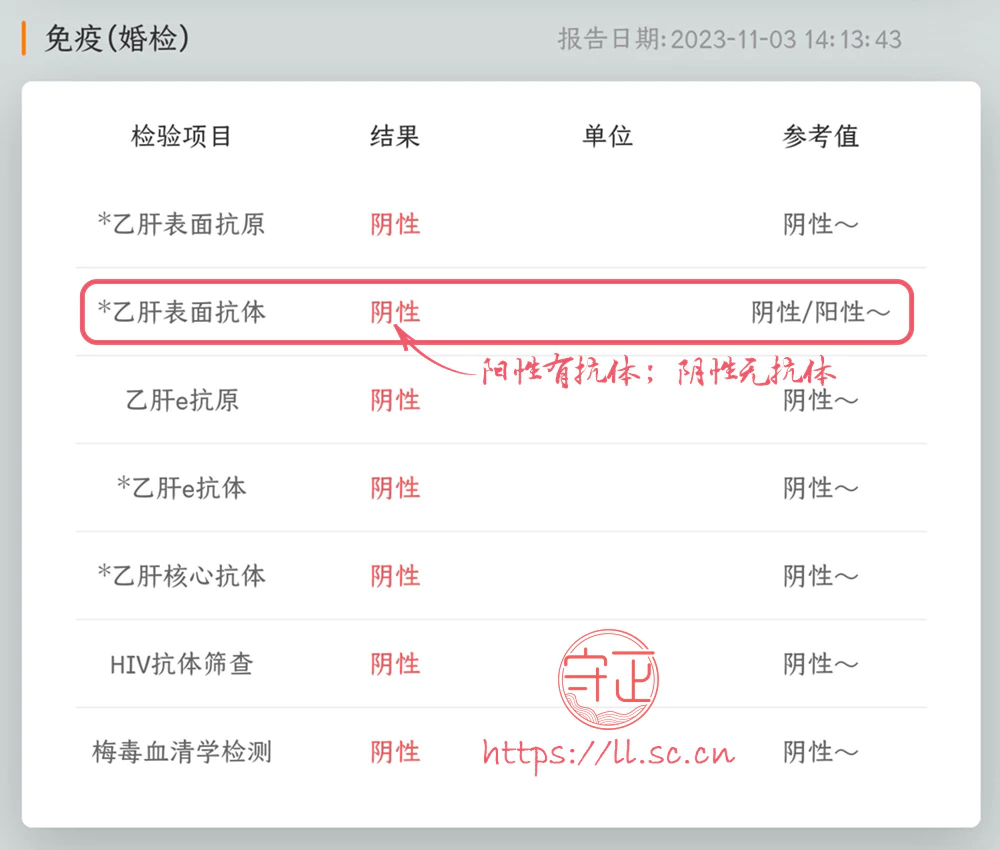 免疫(婚检) 报告日期:2023-11-03 14:13:43
检验项目 结果 单位 参考值
*乙肝表面抗原 阴性 阴性～
*乙肝表面抗体 阴性 阴性/阳性～
阳性有抗体；阴性无抗体
乙肝e抗原 阴性 阴性～
*乙肝e抗体 阴性 阴性～
*乙肝核心抗体 阴性 阴性～
HIV抗体筛查 阴性 阴性～
守正
梅毒血清学检测 阴性 阴性～
https://ll.sc.cn